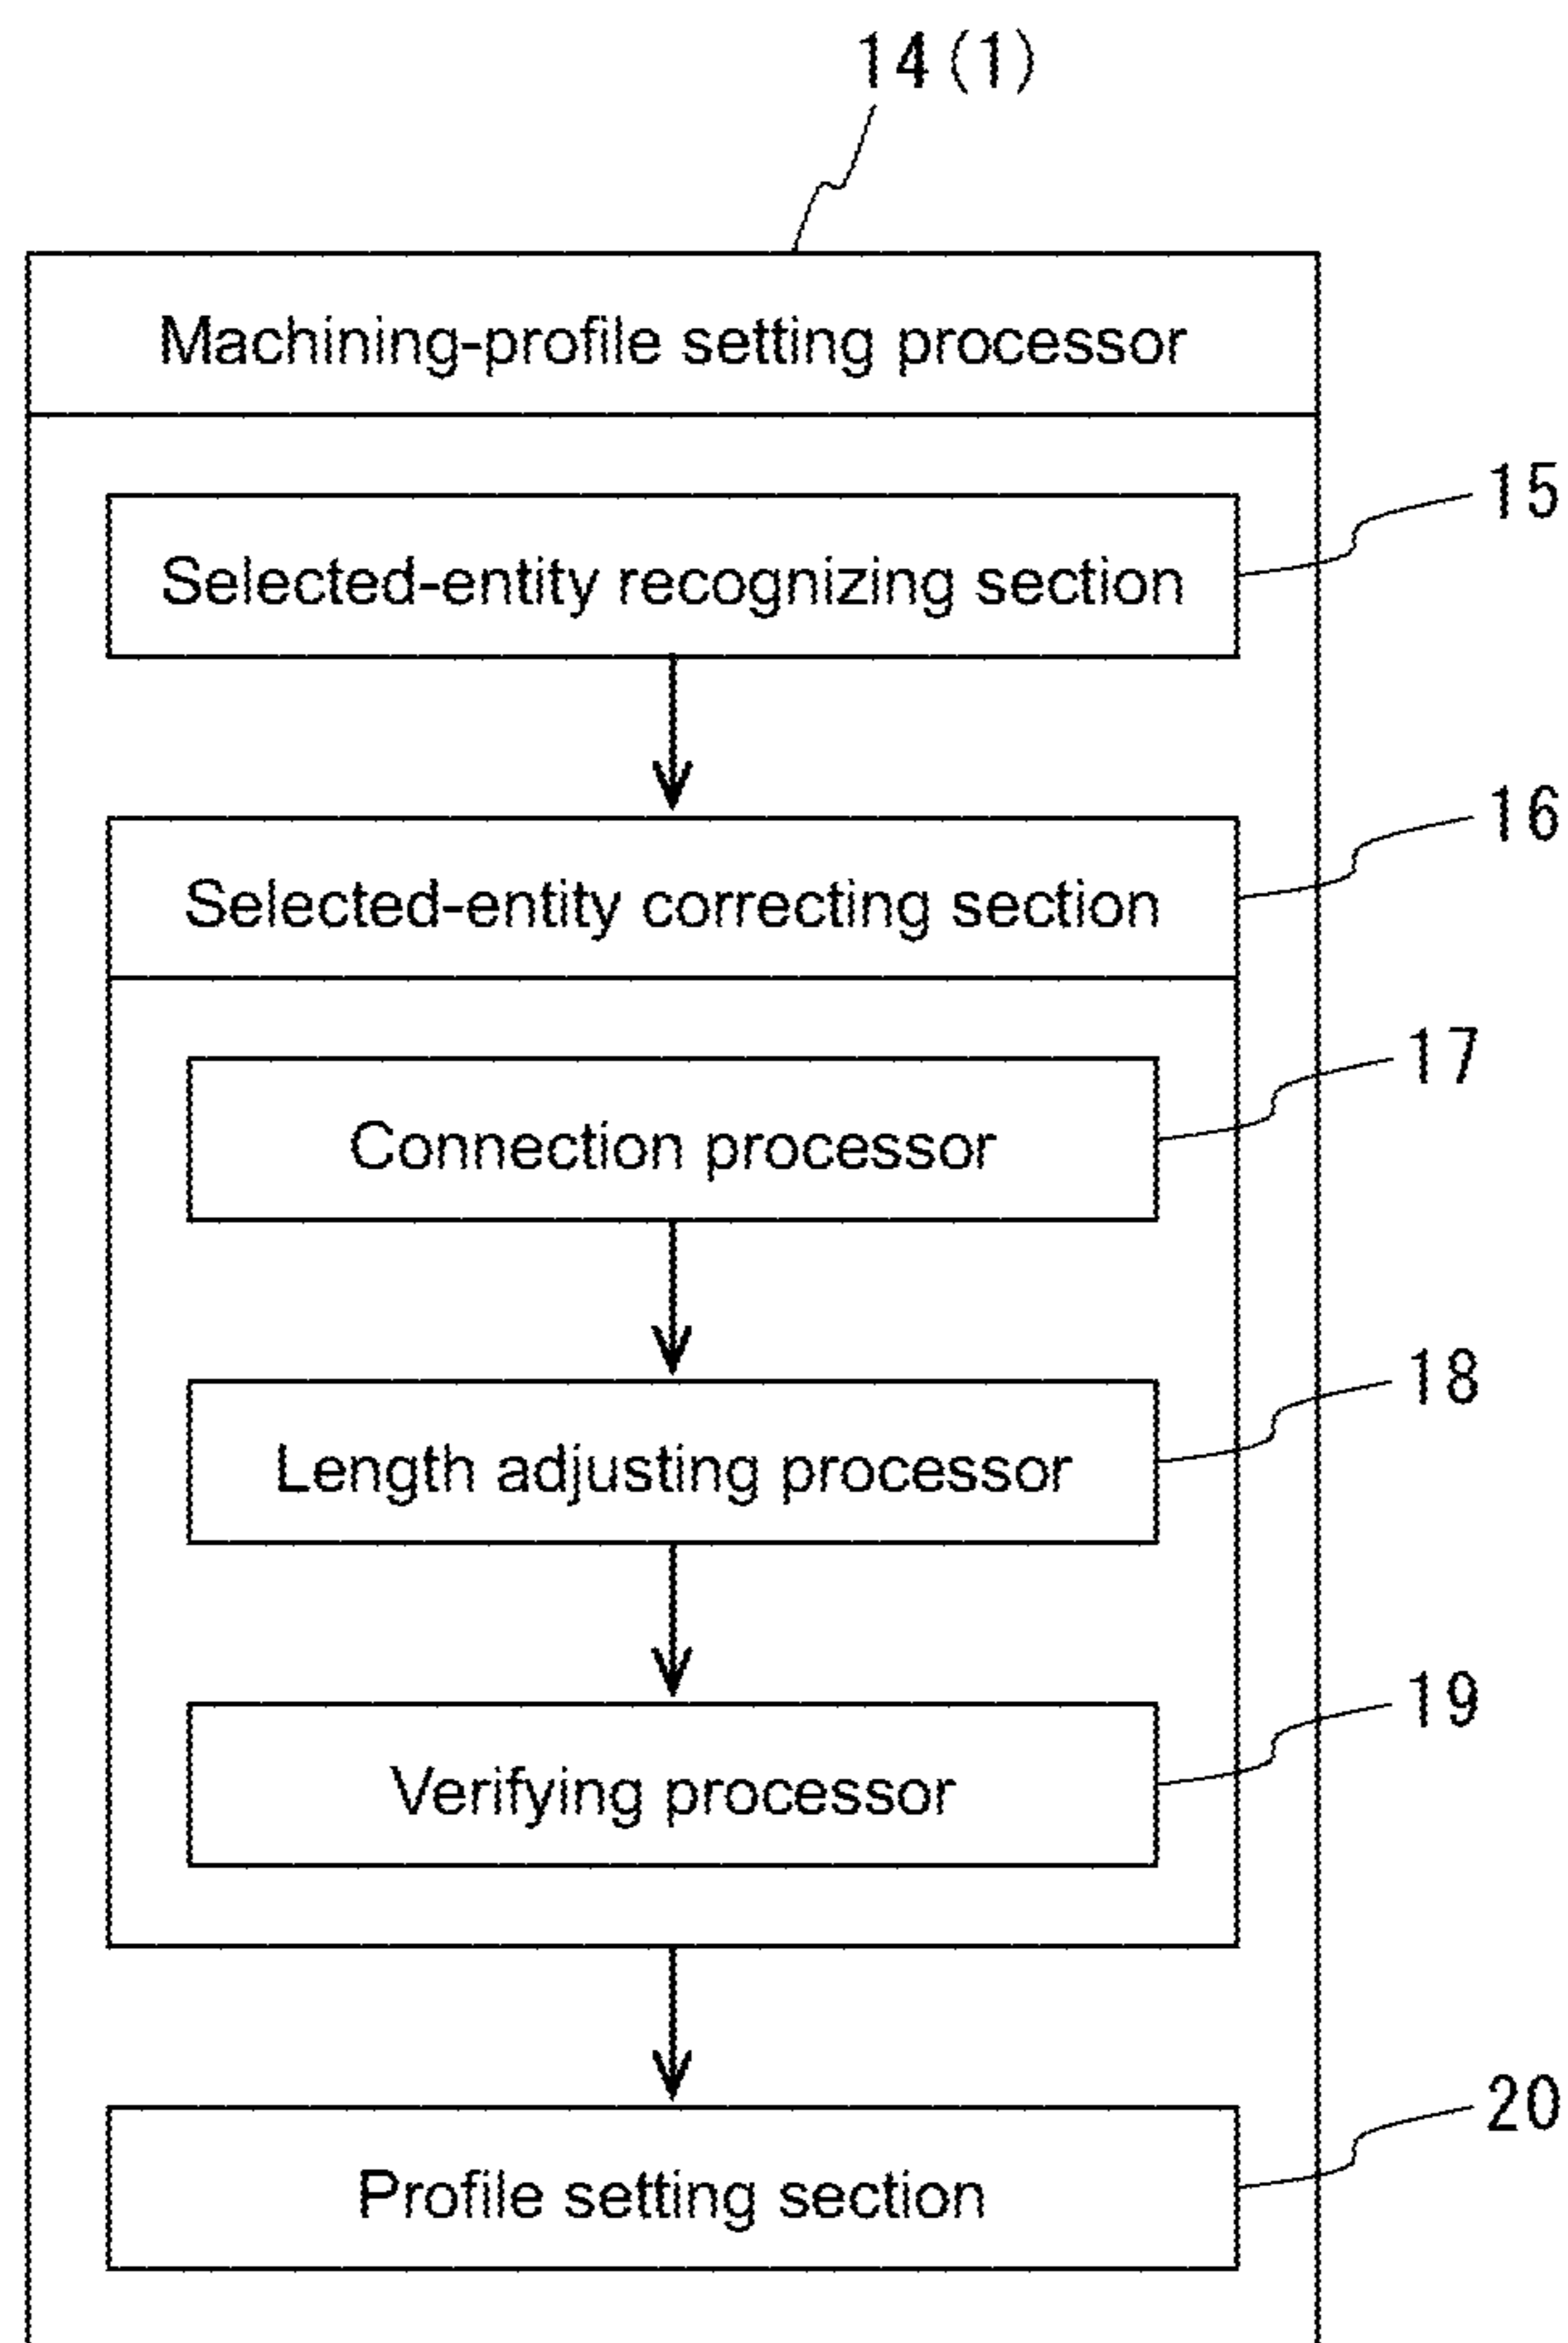 14(1)
Machining-profile setting processor
15
Selected-entity recognizing section
16
Selected-entity correcting section
17
Connection processor
18
Length adjusting processor
19
Verifying processor
20
Profile setting section